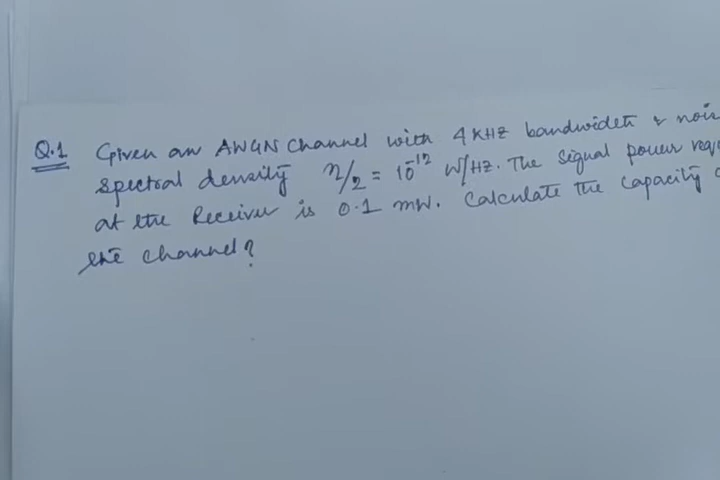 Q.1 Given an AWGN Channel with 4 KHZ bandwidth & nois
spectral density η/2 = 10⁻¹² W/HZ. The signal power req
at the Receiver is 0.1 mW. Calculate the capacity o
the channel?